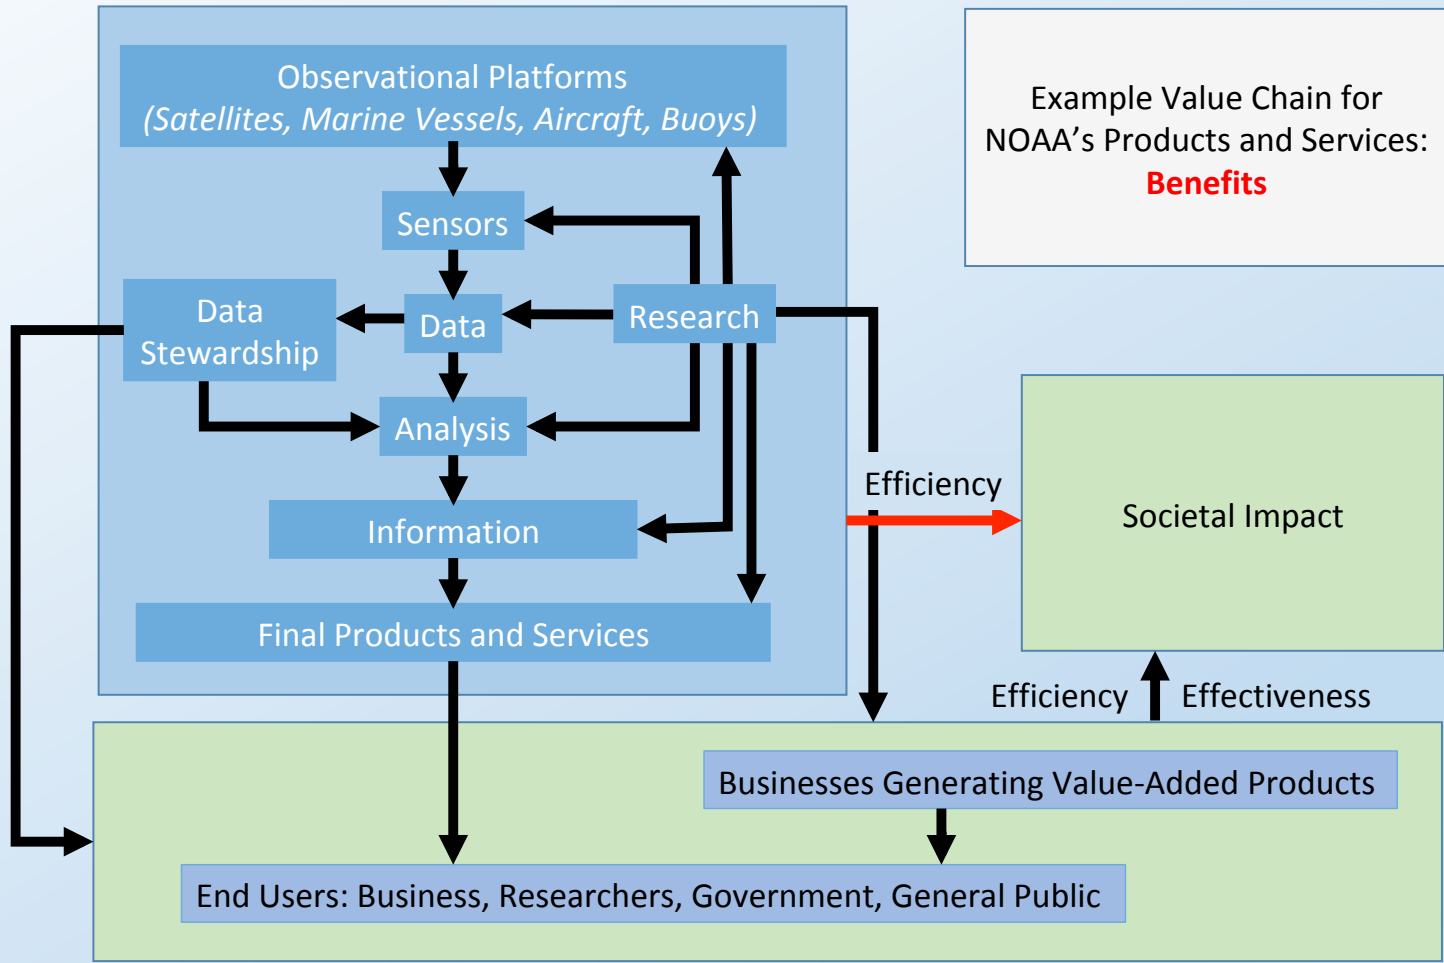 Observational Platforms
(Satellites, Marine Vessels, Aircraft, Buoys)
Example Value Chain for
NOAA’s Products and Services:
Benefits
Sensors
Data
Stewardship
Data
Research
Analysis
Efficiency
Societal Impact
Information
Final Products and Services
Efficiency
Effectiveness
Businesses Generating Value-Added Products
End Users: Business, Researchers, Government, General Public